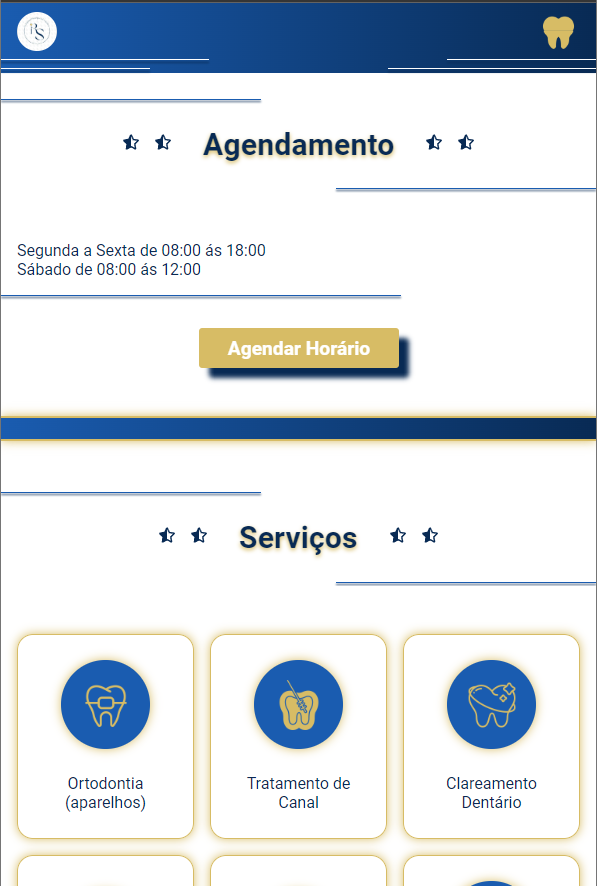 RS
Agendamento
Segunda a Sexta de 08:00 ás 18:00
Sábado de 08:00 ás 12:00
Agendar Horário
Serviços
Ortodontia
(aparelhos)
Tratamento de
Canal
Clareamento
Dentário